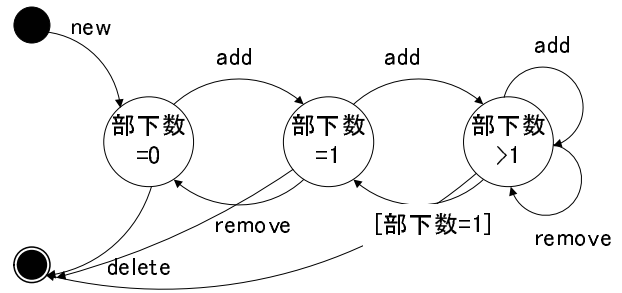 new
add
add
add
部下数
=0
部下数
=1
部下数
>1
remove
[部下数=1]
remove
delete